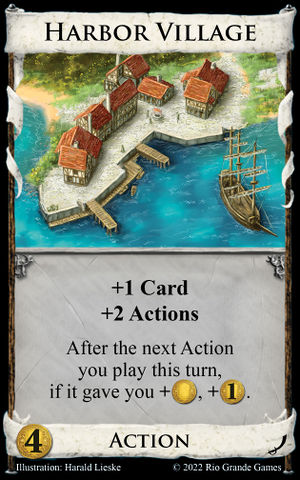 HARBOR VILLAGE
+1 Card
+2 Actions
After the next Action
you play this turn,
if it gave you +, +1.
4 ACTION
Illustration: Harald Lieske © 2022 Rio Grande Games